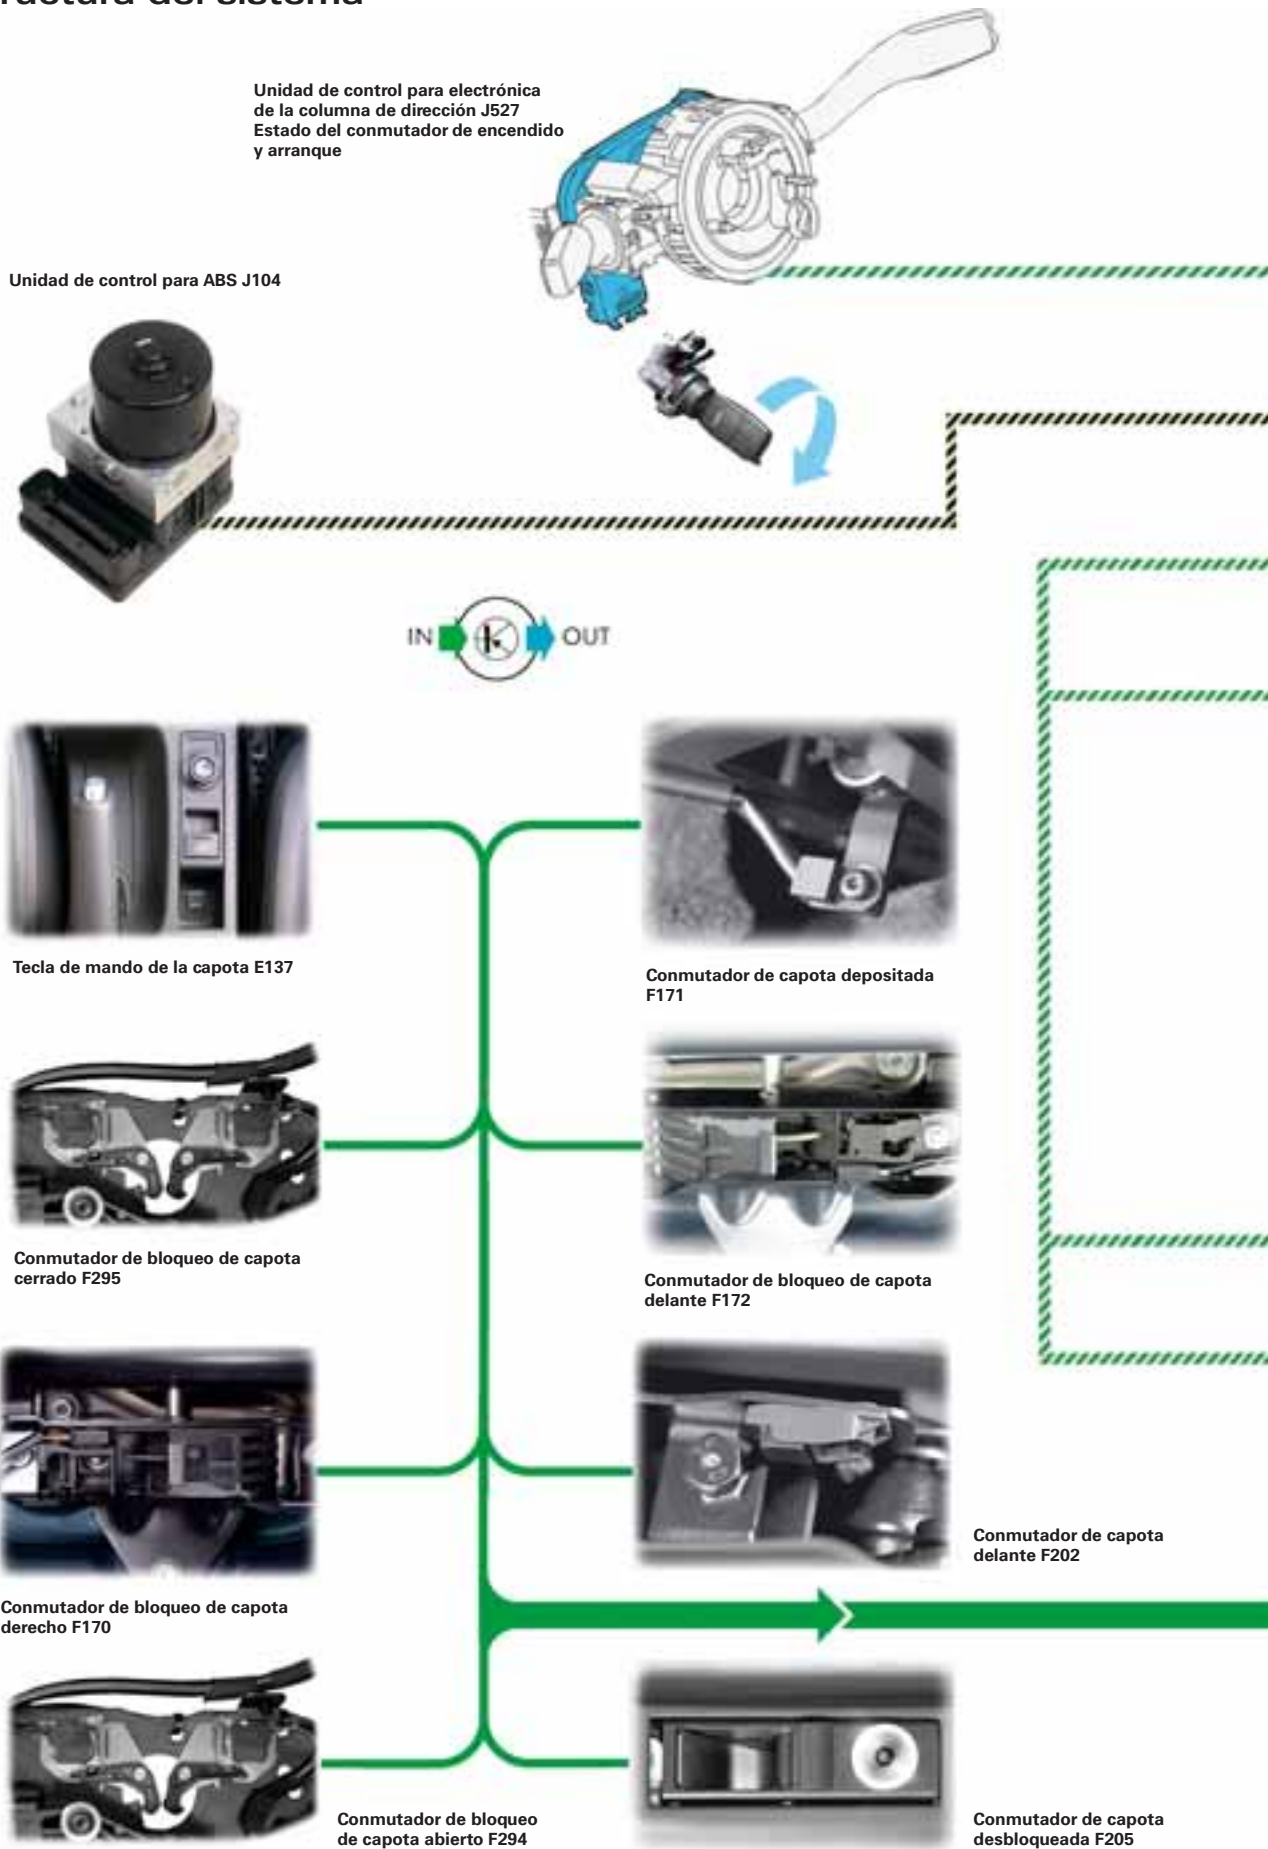 Unidad de control para electrónica
de la columna de dirección J527
Estado del conmutador de encendido
y arranque
Unidad de control para ABS J104
IN
OUT
Tecla de mando de la capota E137
Conmutador de capota depositada
F171
Conmutador de bloqueo de capota
cerrado F295
Conmutador de bloqueo de capota
delante F172
Conmutador de bloqueo de capota
derecho F170
Conmutador de capota
delante F202
Conmutador de bloqueo
de capota abierto F294
Conmutador de capota
desbloqueada F205